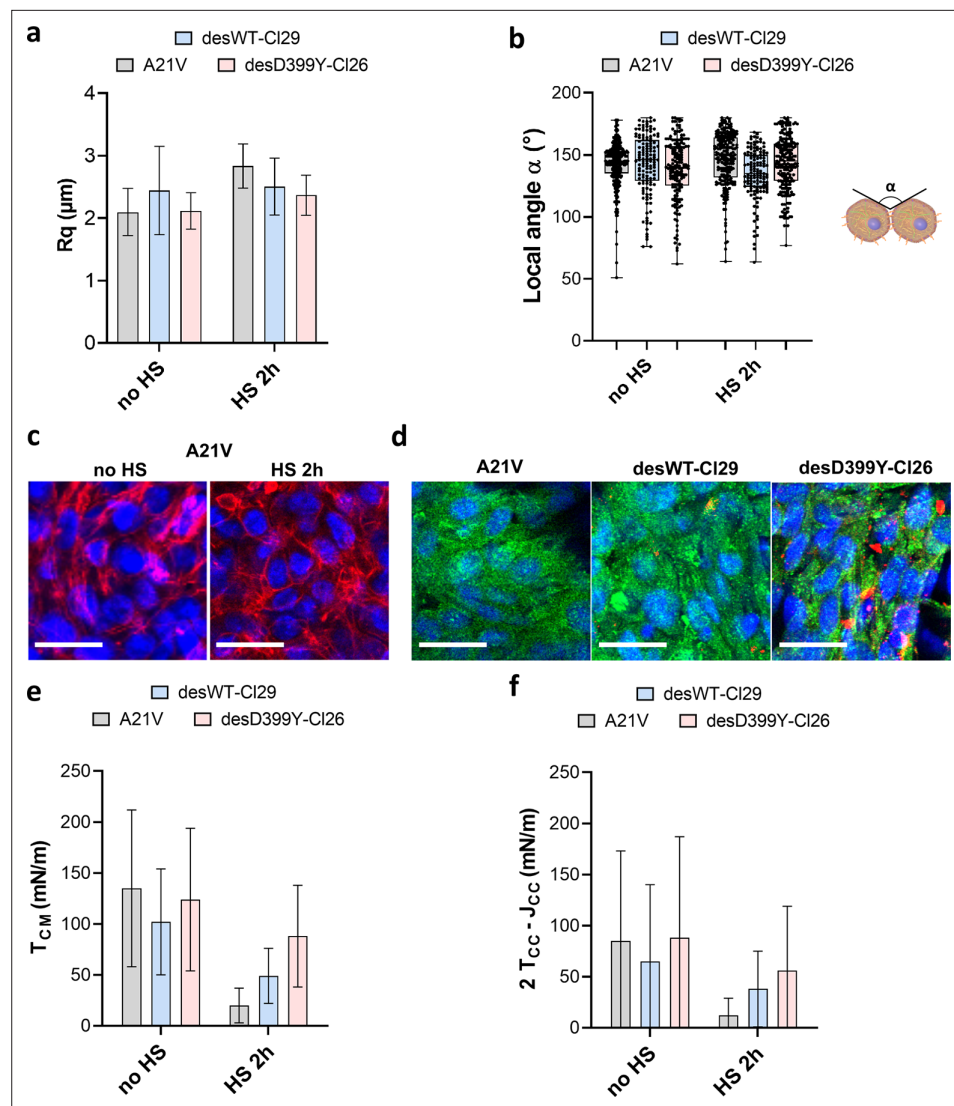 a
desWT-Cl29
A21V
desD399Y-Cl26
Rq (µm)
4
3
2
1
0
no HS
HS 2h
b
desWT-Cl29
A21V
desD399Y-Cl26
Local angle α (°)
200
150
100
50
0
no HS
HS 2h
α
c
A21V
no HS
HS 2h
d
A21V
desWT-Cl29
desD399Y-Cl26
e
desWT-Cl29
A21V
desD399Y-Cl26
T_CM (mN/m)
250
200
150
100
50
0
no HS
HS 2h
f
desWT-Cl29
A21V
desD399Y-Cl26
2 T_CC - J_CC (mN/m)
250
200
150
100
50
0
no HS
HS 2h